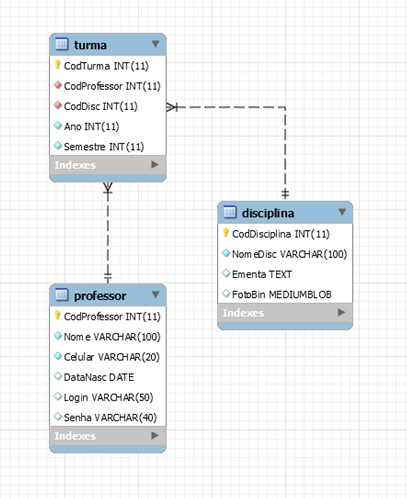 turma
CodTurma INT(11)
CodProfessor INT(11)
CodDisc INT(11)
Ano INT(11)
Semestre INT(11)
Indexes
disciplina
CodDisciplina INT(11)
NomeDisc VARCHAR(100)
Ementa TEXT
FotoBin MEDIUMBLOB
Indexes
professor
CodProfessor INT(11)
Nome VARCHAR(100)
Celular VARCHAR(20)
DataNasc DATE
Login VARCHAR(50)
Senha VARCHAR(40)
Indexes